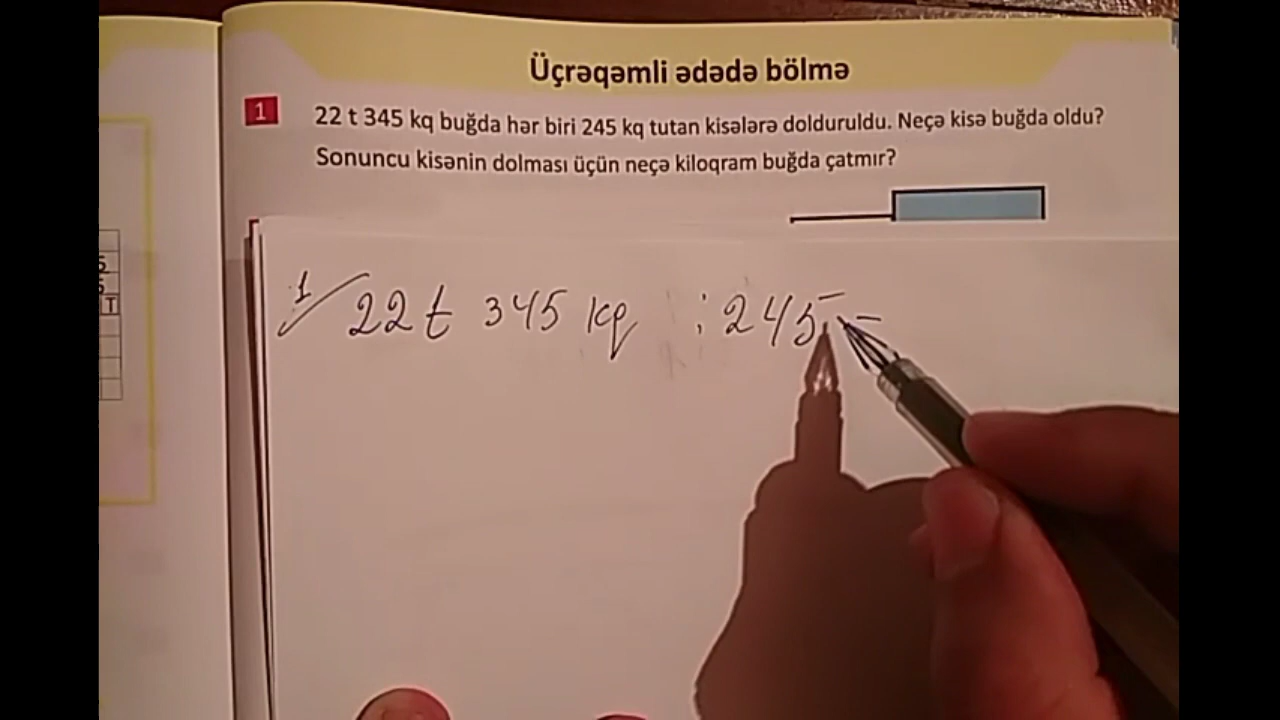 Üçrəqəmli ədədə bölmə
1 22 t 345 kq buğda hər biri 245 kq tutan kisələrə dolduruldu. Neçə kisə buğda oldu?
Sonuncu kisənin dolması üçün neçə kiloqram buğda çatmır?
1/ 22t 345 kq : 245 -
T